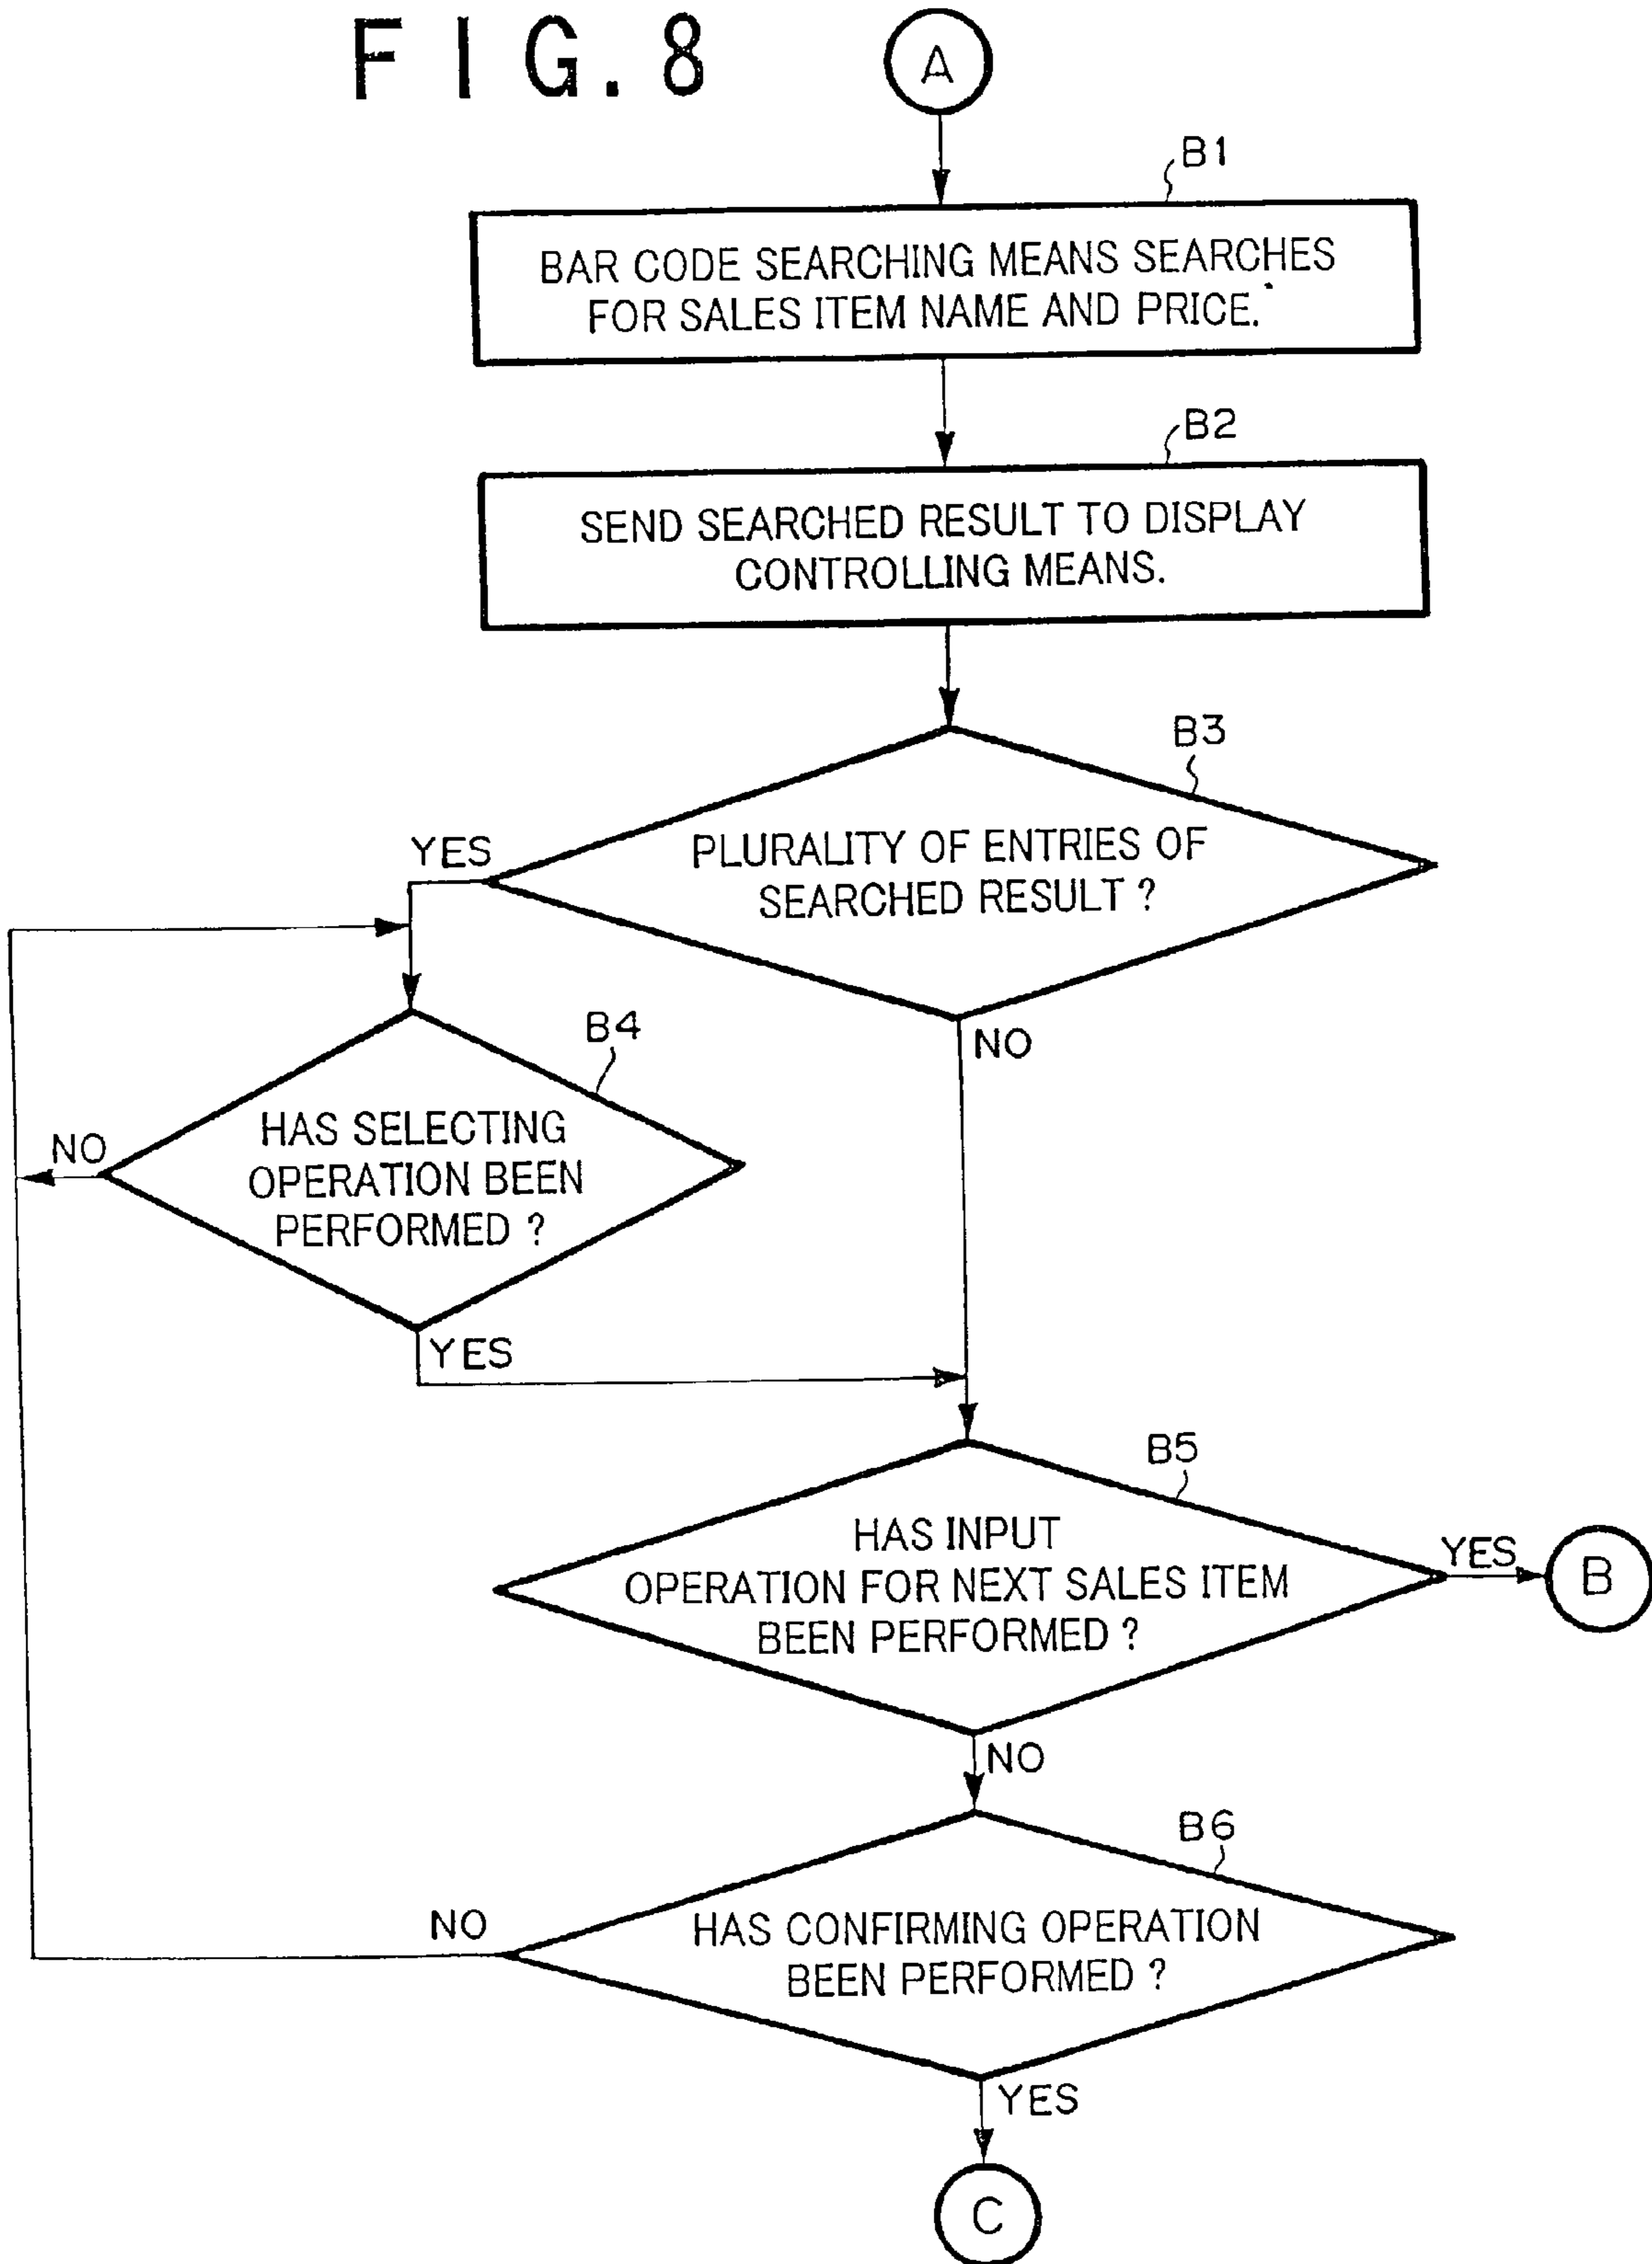 FIG. 8
A
B1
BAR CODE SEARCHING MEANS SEARCHES
FOR SALES ITEM NAME AND PRICE.
B2
SEND SEARCHED RESULT TO DISPLAY
CONTROLLING MEANS.
B3
YES
PLURALITY OF ENTRIES OF
SEARCHED RESULT ?
NO
B4
NO
HAS SELECTING
OPERATION BEEN
PERFORMED ?
YES
B5
HAS INPUT
OPERATION FOR NEXT SALES ITEM
BEEN PERFORMED ?
YES
B
NO
B6
NO
HAS CONFIRMING OPERATION
BEEN PERFORMED ?
YES
C